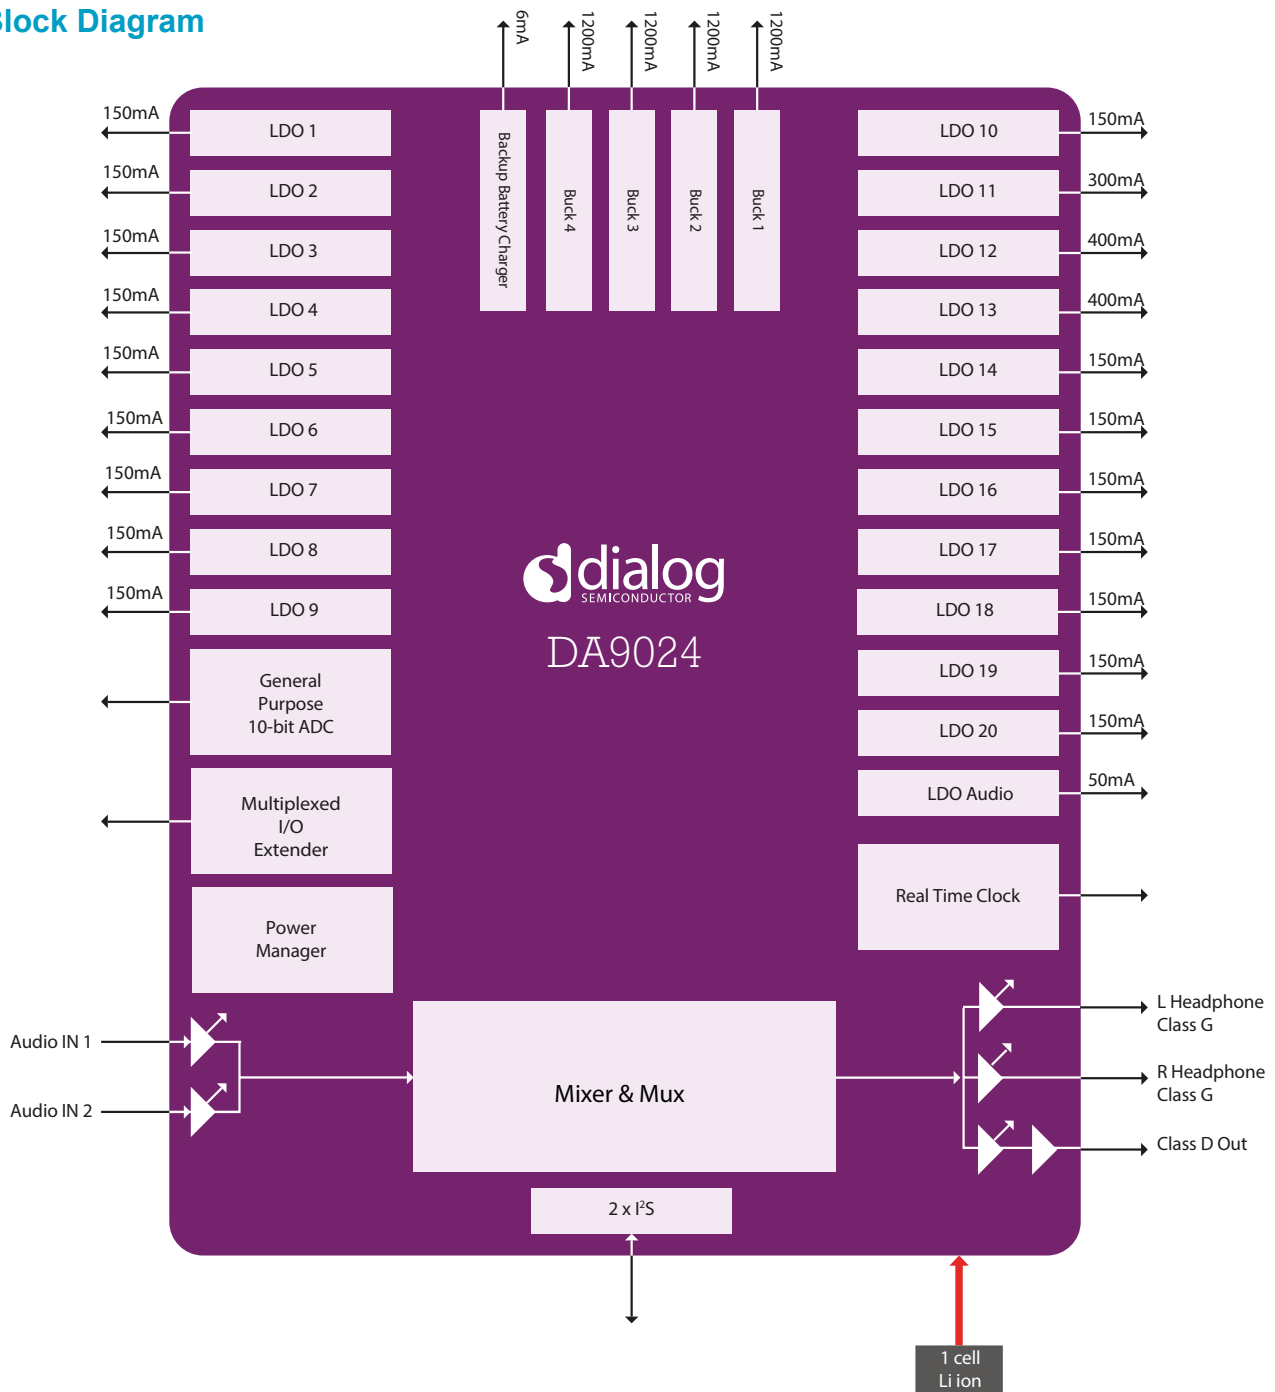 Block Diagram
6mA
1200mA
1200mA
1200mA
1200mA
150mA
LDO 1
150mA
LDO 2
150mA
LDO 3
150mA
LDO 4
150mA
LDO 5
150mA
LDO 6
150mA
LDO 7
150mA
LDO 8
150mA
LDO 9
General
Purpose
10-bit ADC
Multiplexed
I/O
Extender
Power
Manager
Backup Battery Charger
Buck 4
Buck 3
Buck 2
Buck 1
dialog
SEMICONDUCTOR
DA9024
LDO 10
150mA
LDO 11
300mA
LDO 12
400mA
LDO 13
400mA
LDO 14
150mA
LDO 15
150mA
LDO 16
150mA
LDO 17
150mA
LDO 18
150mA
LDO 19
150mA
LDO 20
150mA
LDO Audio
50mA
Real Time Clock
Audio IN 1
Audio IN 2
Mixer & Mux
L Headphone
Class G
R Headphone
Class G
Class D Out
2 x I²S
1 cell
Li ion